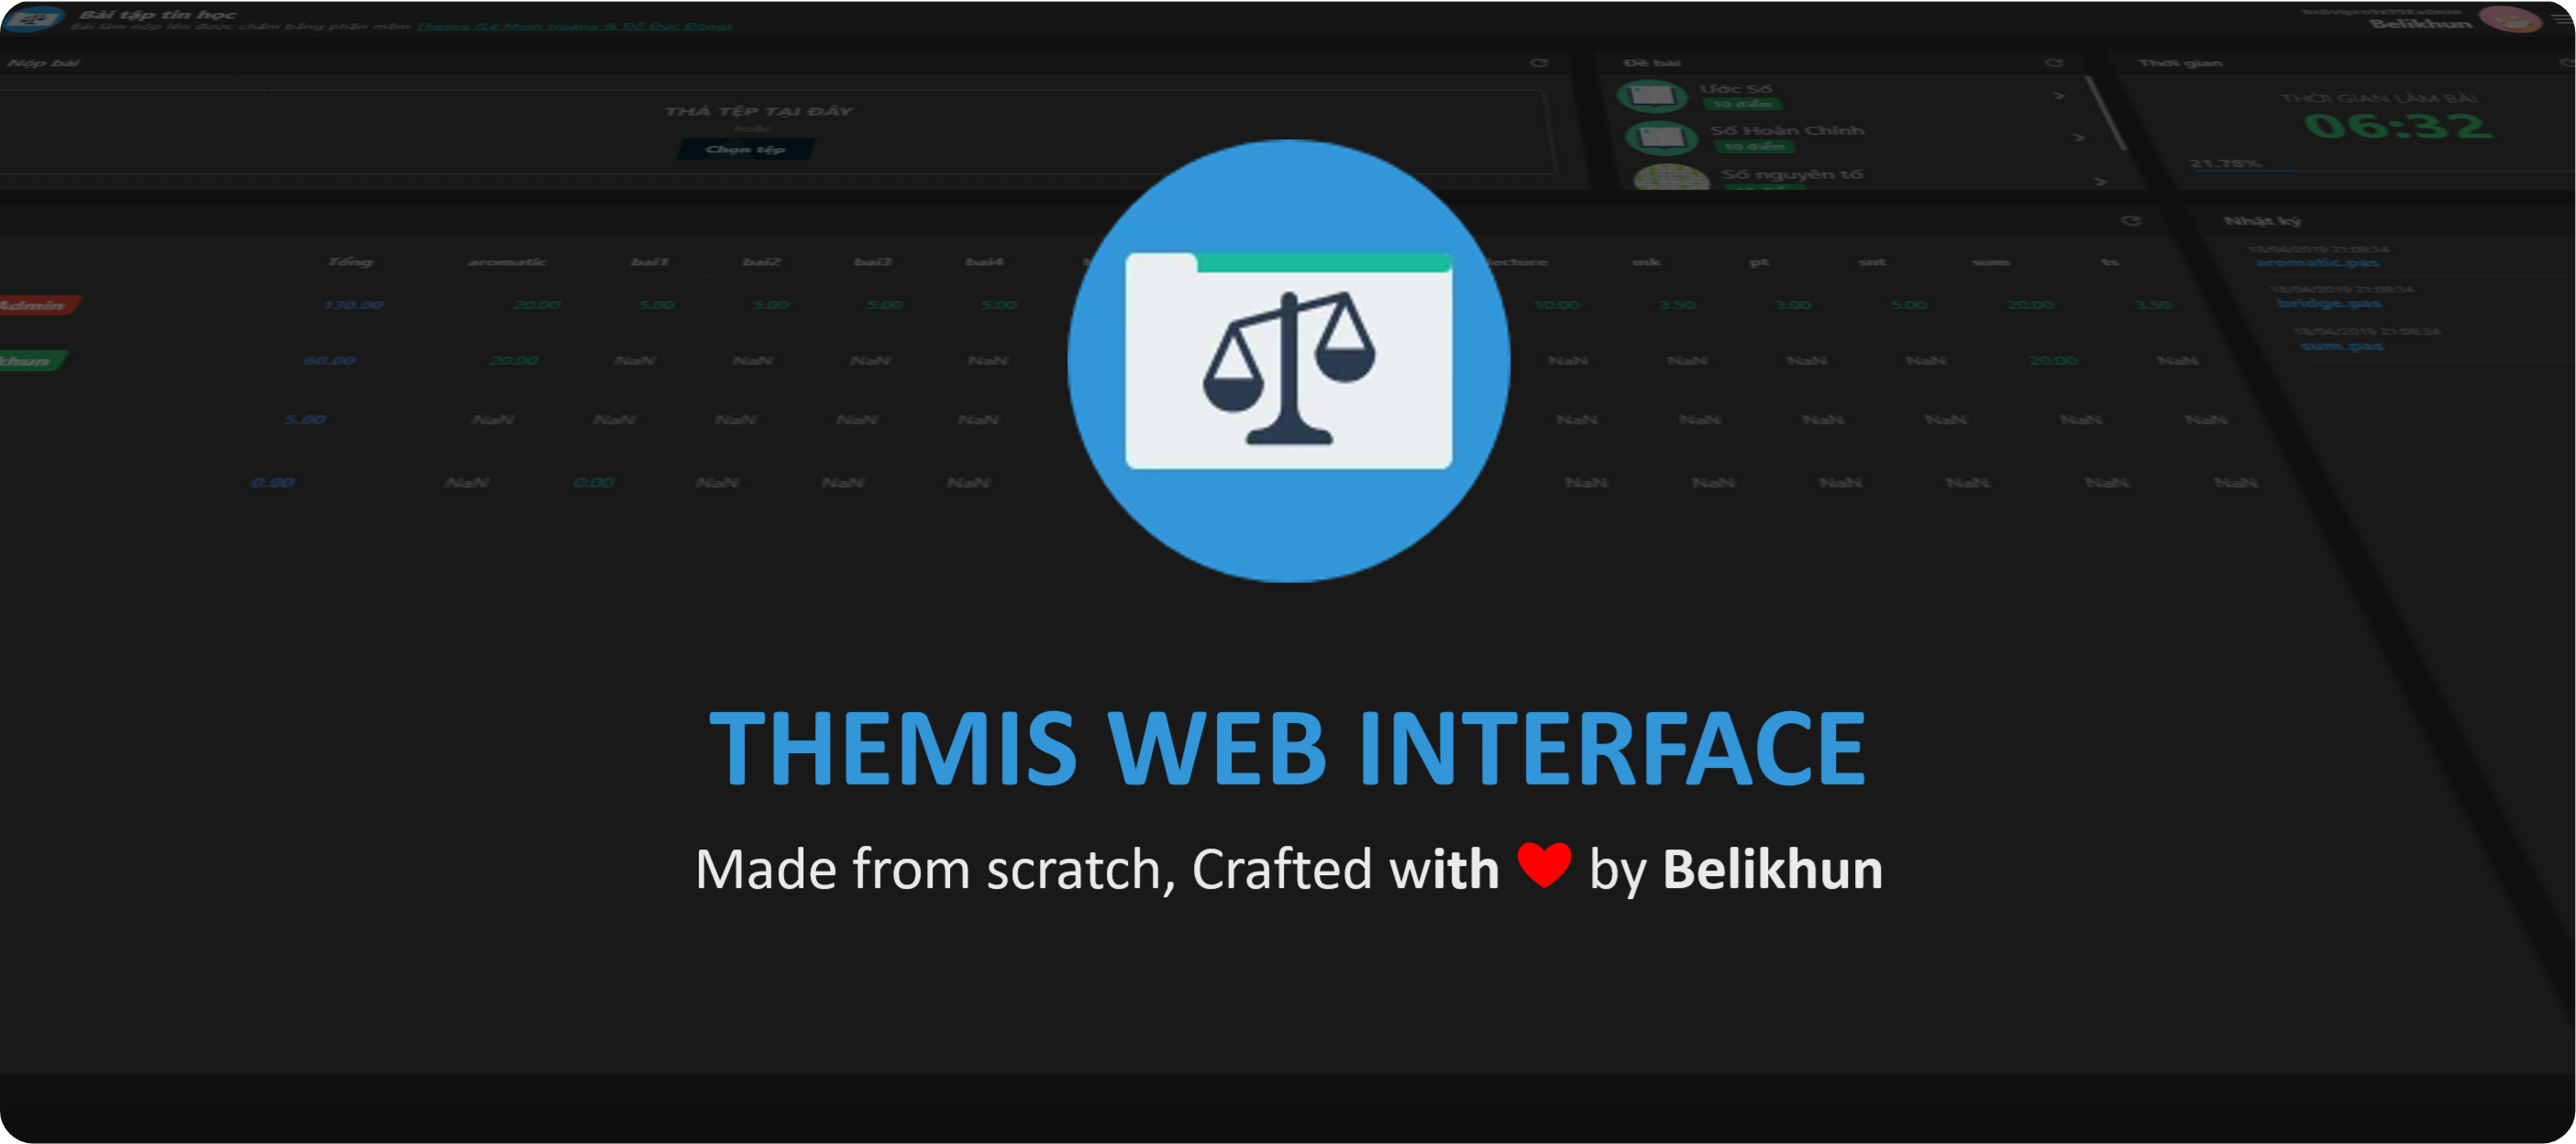 Bài tập tin học
Bài làm nộp lên được chấm bằng phần mềm Themis (Lê Minh Hoàng & Đỗ Đức Đông)
Belikhun
Nộp bài
THẢ TỆP TẠI ĐÂY
hoặc
Chọn tệp
Đề bài
Ước Số
10 điểm
Số Hoàn Chỉnh
10 điểm
Số nguyên tố
Thời gian
THỜI GIAN LÀM BÀI
06:32
21.78%
Tổng aromatic bai1 bai2 bai3 bai4 mk pt snt sum ts
Admin 130.00 20.00 5.00 5.00 5.00 5.00 10.00 3.50 3.00 5.00 20.00 3.50
khun 60.00 20.00 NaN NaN NaN NaN NaN NaN NaN NaN 20.00 NaN
5.00 NaN NaN NaN NaN NaN NaN NaN NaN NaN NaN NaN
0.00 NaN 0.00 NaN NaN NaN NaN NaN NaN NaN NaN NaN
Nhật ký
18/04/2019 21:08:34
aromatic.pas
18/04/2019 21:08:34
bridge.pas
18/04/2019 21:08:34
sum.pas
THEMIS WEB INTERFACE
Made from scratch, Crafted with ❤ by Belikhun